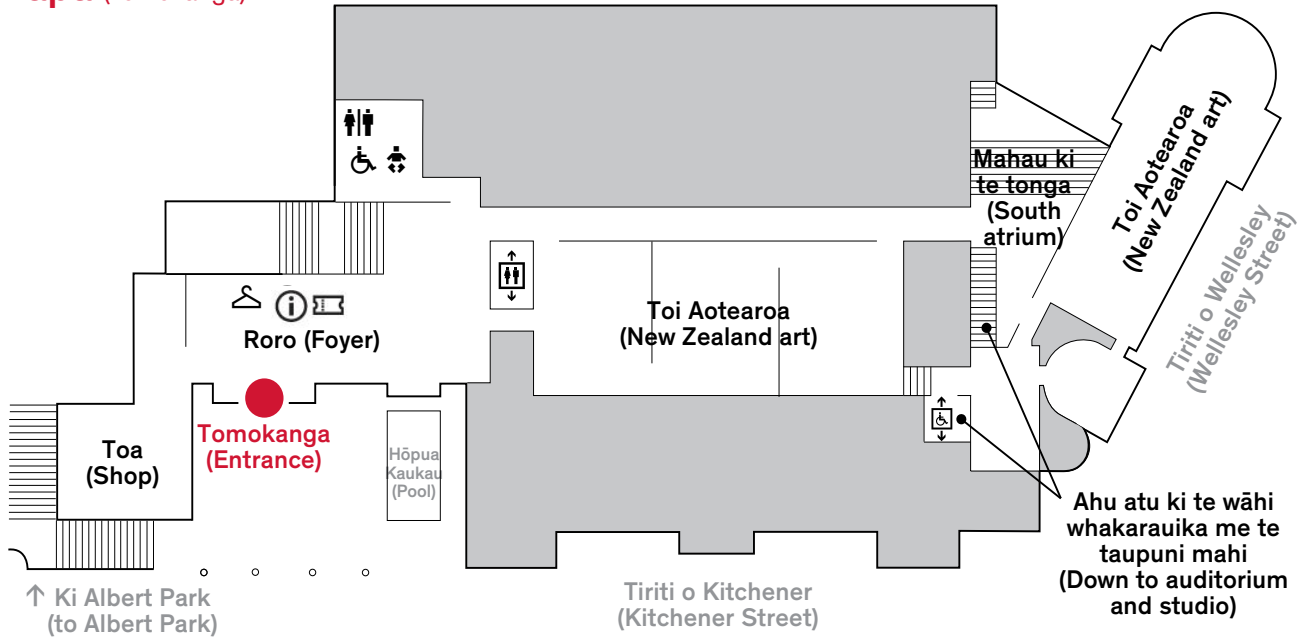 Mahau ki
te tonga
(South
atrium)
Toi Aotearoa
(New Zealand art)
Tiriti o Wellesley
(Wellesley Street)
Toi Aotearoa
(New Zealand art)
Roro (Foyer)
Tomokanga
(Entrance)
Toa
(Shop)
Hōpua
Kaukau
(Pool)
Ahu atu ki te wāhi
whakarauika me te
taupuni mahi
(Down to auditorium
and studio)
↑ Ki Albert Park
(to Albert Park)
Tiriti o Kitchener
(Kitchener Street)